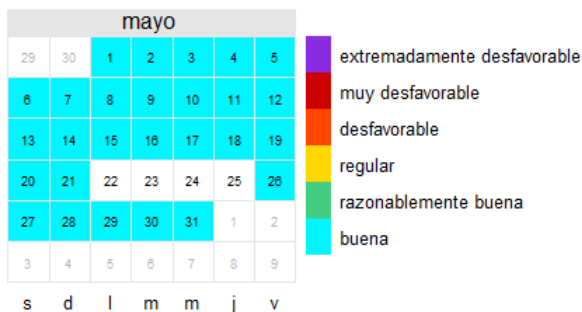 mayo
29 30 1 2 3 4 5
6 7 8 9 10 11 12
13 14 15 16 17 18 19
20 21 22 23 24 25 26
27 28 29 30 31 1 2
3 4 5 6 7 8 9
s d l m m j v
extremadamente desfavorable
muy desfavorable
desfavorable
regular
razonablemente buena
buena